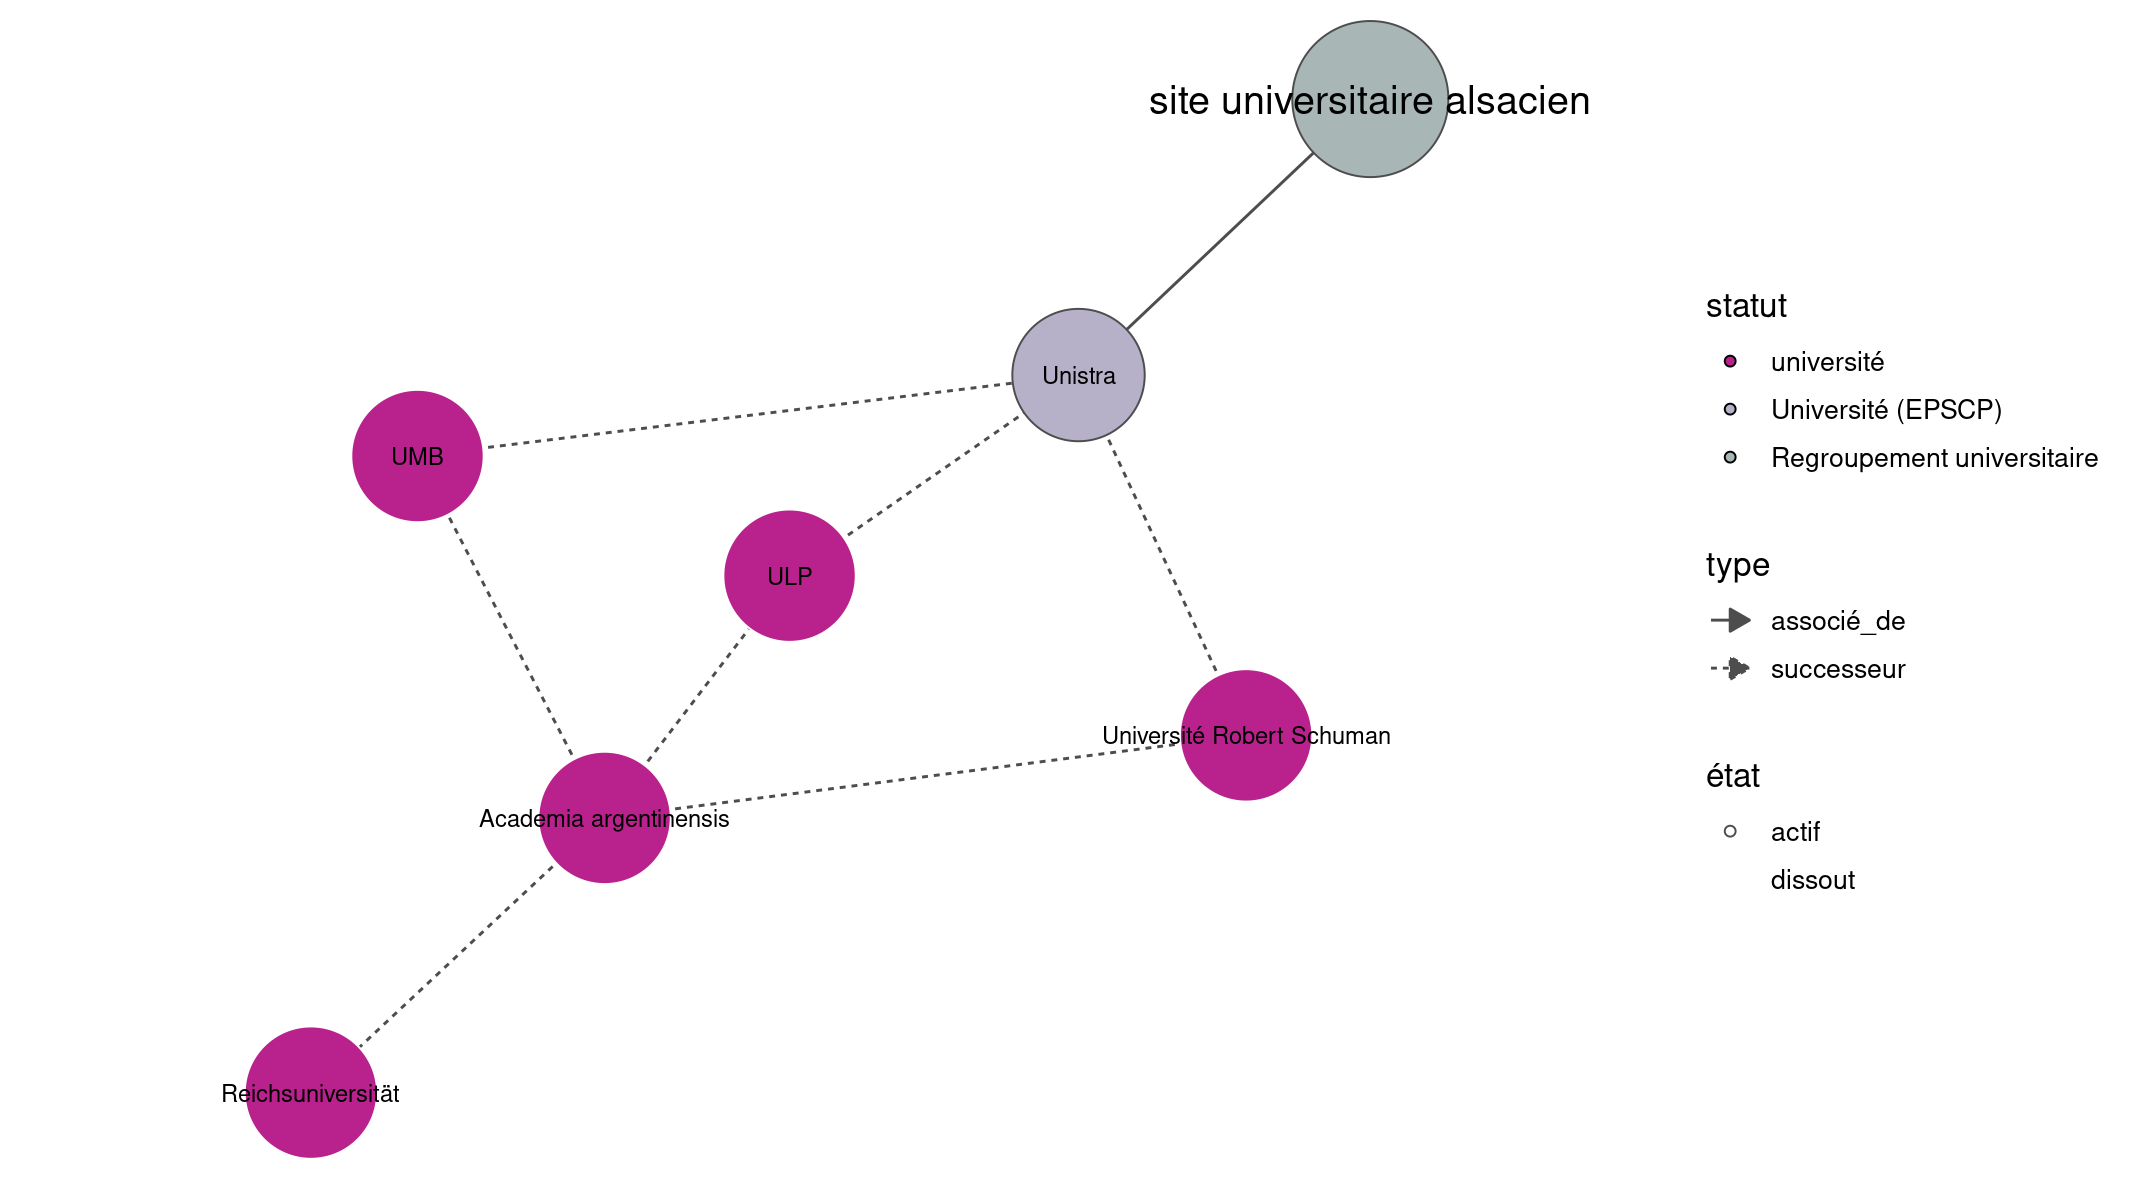 site universitaire alsacien
Unistra
UMB
ULP
Université Robert Schuman
Academia argentinensis
Reichsuniversität
statut
université
Université (EPSCP)
Regroupement universitaire
type
associé_de
successeur
état
actif
dissout